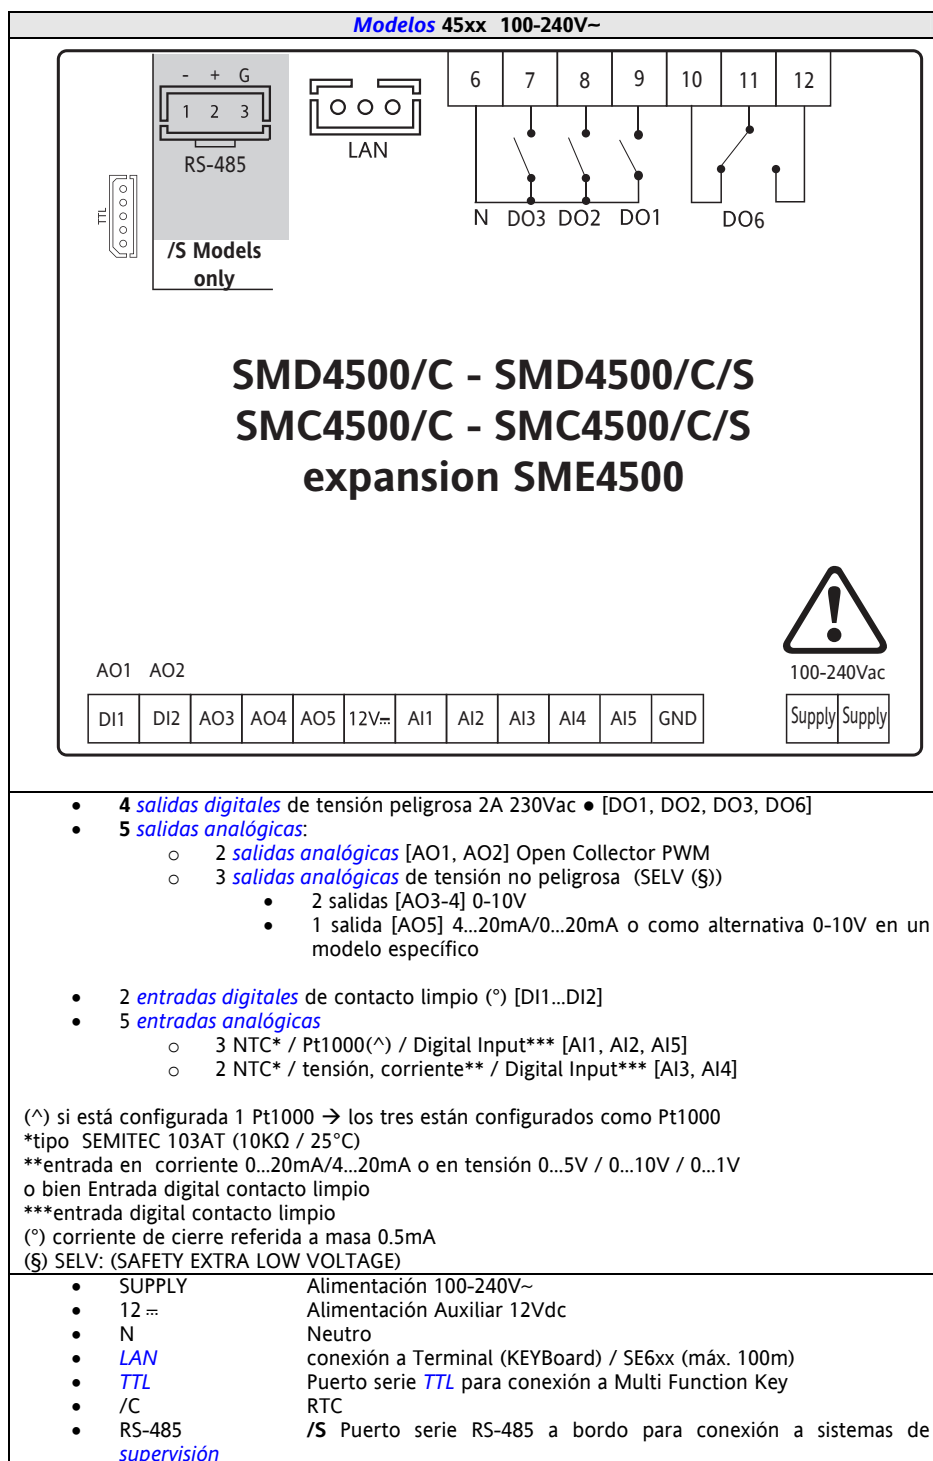 Modelos 45xx 100-240V~
- + G
6 7 8 9 10 11 12
1 2 3
RS-485
LAN
TTL
N DO3 DO2 DO1 DO6
/S Models
only
SMD4500/C - SMD4500/C/S
SMC4500/C - SMC4500/C/S
expansion SME4500
AO1 AO2
100-240Vac
DI1 DI2 AO3 AO4 AO5 12V⎓ AI1 AI2 AI3 AI4 AI5 GND Supply Supply
• 4 salidas digitales de tensión peligrosa 2A 230Vac ● [DO1, DO2, DO3, DO6]
• 5 salidas analógicas:
o 2 salidas analógicas [AO1, AO2] Open Collector PWM
o 3 salidas analógicas de tensión no peligrosa (SELV (§))
• 2 salidas [AO3-4] 0-10V
• 1 salida [AO5] 4...20mA/0...20mA o como alternativa 0-10V en un
modelo específico
• 2 entradas digitales de contacto limpio (°) [DI1...DI2]
• 5 entradas analógicas
o 3 NTC* / Pt1000(^) / Digital Input*** [AI1, AI2, AI5]
o 2 NTC* / tensión, corriente** / Digital Input*** [AI3, AI4]
(^) si está configurada 1 Pt1000 → los tres están configurados como Pt1000
*tipo SEMITEC 103AT (10KΩ / 25°C)
**entrada en corriente 0...20mA/4...20mA o en tensión 0...5V / 0...10V / 0...1V
o bien Entrada digital contacto limpio
***entrada digital contacto limpio
(°) corriente de cierre referida a masa 0.5mA
(§) SELV: (SAFETY EXTRA LOW VOLTAGE)
• SUPPLY Alimentación 100-240V~
• 12 ⎓ Alimentación Auxiliar 12Vdc
• N Neutro
• LAN conexión a Terminal (KEYBoard) / SE6xx (máx. 100m)
• TTL Puerto serie TTL para conexión a Multi Function Key
• /C RTC
• RS-485 /S Puerto serie RS-485 a bordo para conexión a sistemas de
supervisión